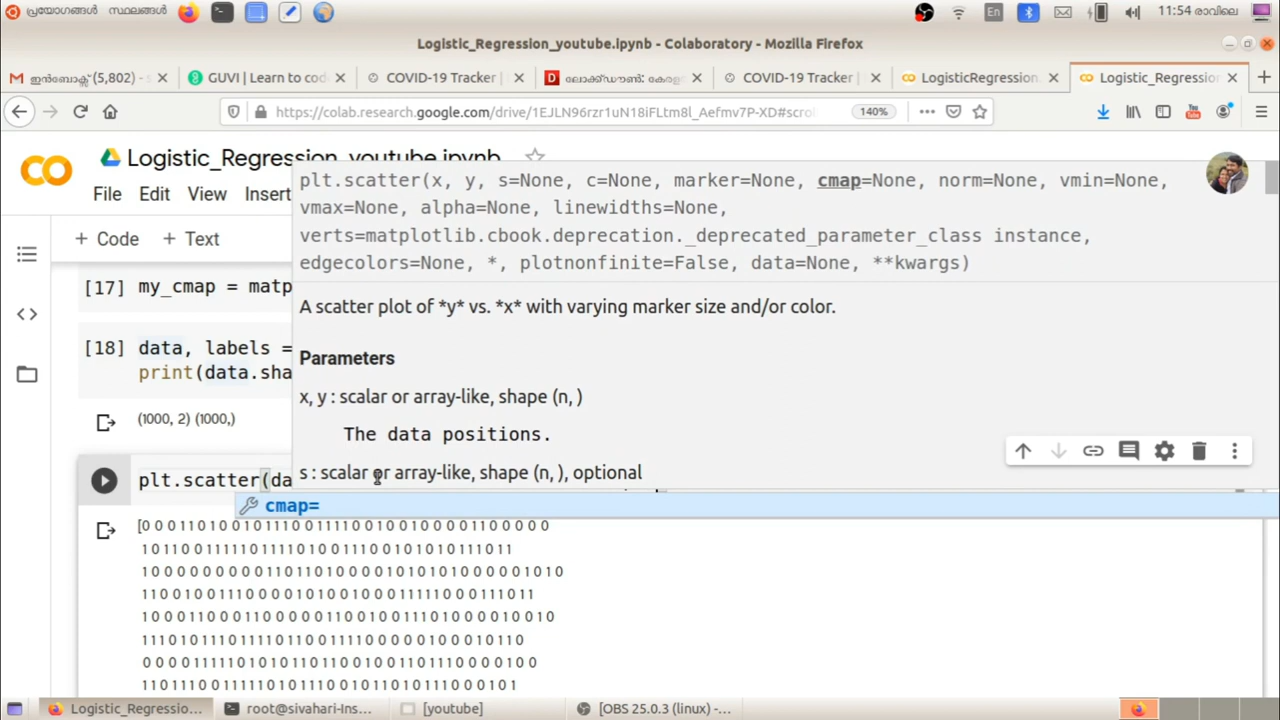 പ്രയോഗങ്ങൾ സ്ഥലങ്ങൾ En 11:54 രാവിലെ
Logistic_Regression_youtube.ipynb - Colaboratory - Mozilla Firefox
ഇൻബോക്സ് (5,802) - GUVI | Learn to code COVID-19 Tracker ലോക്ക്ഡൗൺ: കേരള COVID-19 Tracker LogisticRegression. Logistic_Regression
https://colab.research.google.com/drive/1EJLN96rzr1uN18iFLtm8l_Aefmv7P-XD#scro 140%
Logistic_Regression_youtube.ipynb
File Edit View Insert
+ Code + Text
plt.scatter(x, y, s=None, c=None, marker=None, cmap=None, norm=None, vmin=None,
vmax=None, alpha=None, linewidths=None,
verts=matplotlib.cbook.deprecation._deprecated_parameter_class instance,
edgecolors=None, *, plotnonfinite=False, data=None, **kwargs)
[17] my_cmap = matp
A scatter plot of *y* vs. *x* with varying marker size and/or color.
[18] data, labels =
print(data.sha
Parameters
x, y : scalar or array-like, shape (n, )
(1000, 2) (1000,)
The data positions.
s : scalar or array-like, shape (n, ), optional
plt.scatter(da
cmap=
[0 0 0 1 1 0 1 0 0 1 0 1 1 1 0 0 1 1 1 1 0 0 1 0 0 1 0 0 0 0 1 1 0 0 0 0 0
1 0 1 1 0 0 1 1 1 1 1 0 1 1 1 1 0 1 0 0 1 1 1 0 0 1 0 1 0 1 0 1 1 1 0 1 1
1 0 0 0 0 0 0 0 0 0 0 1 1 0 1 1 0 1 0 0 0 0 1 0 1 0 1 0 1 0 0 0 0 0 1 0 1 0
1 1 0 0 1 0 0 1 1 1 0 0 0 0 1 0 1 0 0 1 0 0 0 1 1 1 1 1 0 0 0 1 1 1 0 1 1
1 0 0 0 1 1 0 0 0 1 1 0 0 0 0 0 1 1 0 0 1 0 0 1 1 1 0 1 0 0 0 0 1 0 0 1 0
1 1 1 0 1 0 1 1 1 0 1 1 1 0 1 1 0 0 1 1 1 1 0 0 0 0 0 0 1 0 0 0 1 0 1 1 0
0 0 0 0 1 1 1 1 1 0 1 0 1 0 1 1 0 1 1 0 0 1 0 0 1 1 0 1 1 1 0 0 0 0 1 0 0
1 1 0 1 1 1 0 0 1 1 1 1 1 0 1 0 1 1 1 0 0 1 0 1 1 0 1 0 1 1 1 0 0 0 1 0 1
Logistic_Regression_youtube.ipyn... root@sivahari-Ins... [youtube] [OBS 25.0.3 (linux) -...